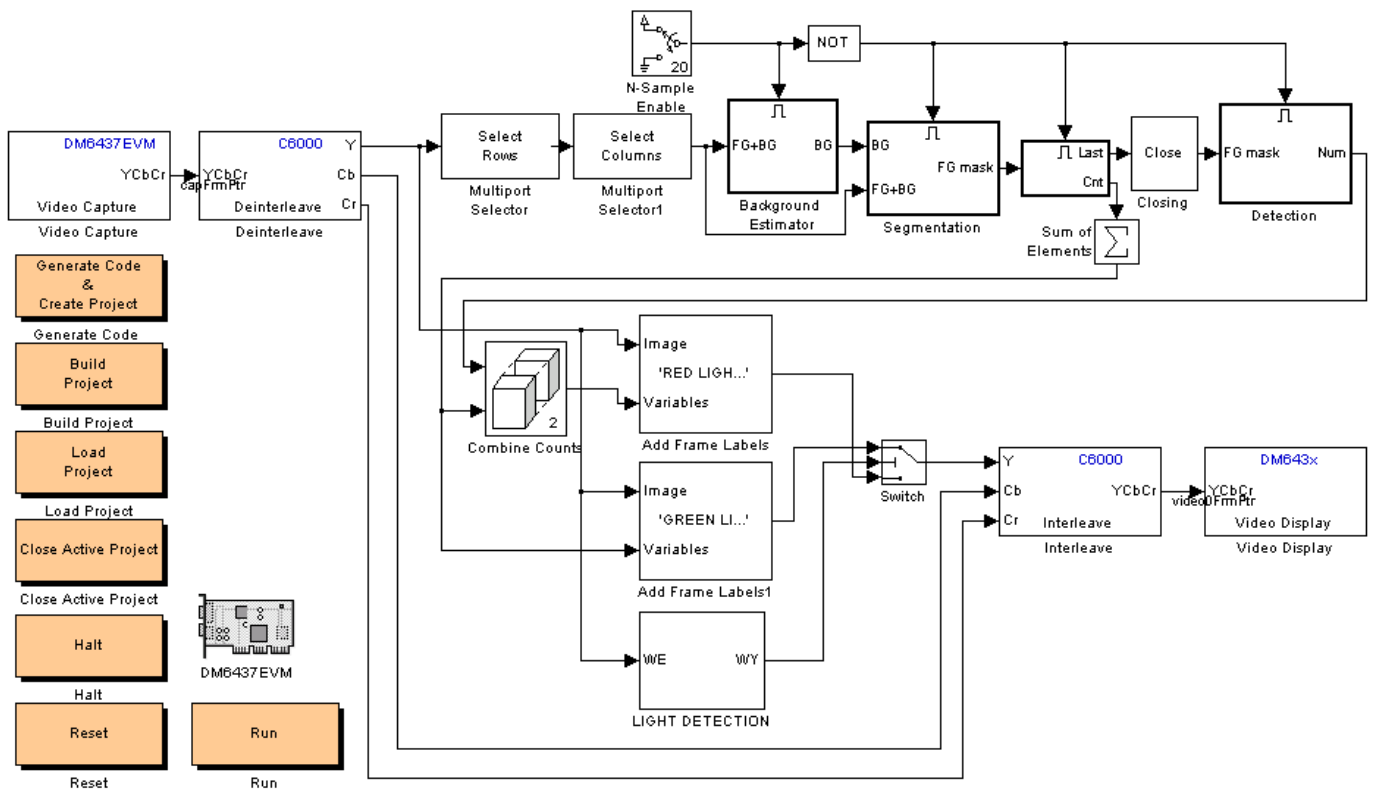 20
N-Sample
Enable
NOT
DM6437EVM
YCbCr
Video Capture
Video Capture
C6000
YCbCr
capFrmPtr
Y
Cb
Cr
Deinterleave
Deinterleave
Select
Rows
Multiport
Selector
Select
Columns
Multiport
Selector1
FG+BG
BG
Background
Estimator
BG
FG+BG
FG mask
Segmentation
Last
Cnt
Close
Closing
FG mask
Num
Detection
Sum of
Elements
Generate Code
&
Create Project
Generate Code
Build
Project
Build Project
Load
Project
Load Project
Close Active Project
Close Active Project
Halt
Halt
Reset
Reset
DM6437EVM
Run
Run
2
Combine Counts
Image
'RED LIGH...'
Variables
Add Frame Labels
Image
'GREEN LI...'
Variables
Add Frame Labels1
WE
WY
LIGHT DETECTION
Switch
C6000
Y
Cb
Cr
YCbCr
Interleave
Interleave
DM643x
YCbCr
video0FrmPtr
Video Display
Video Display